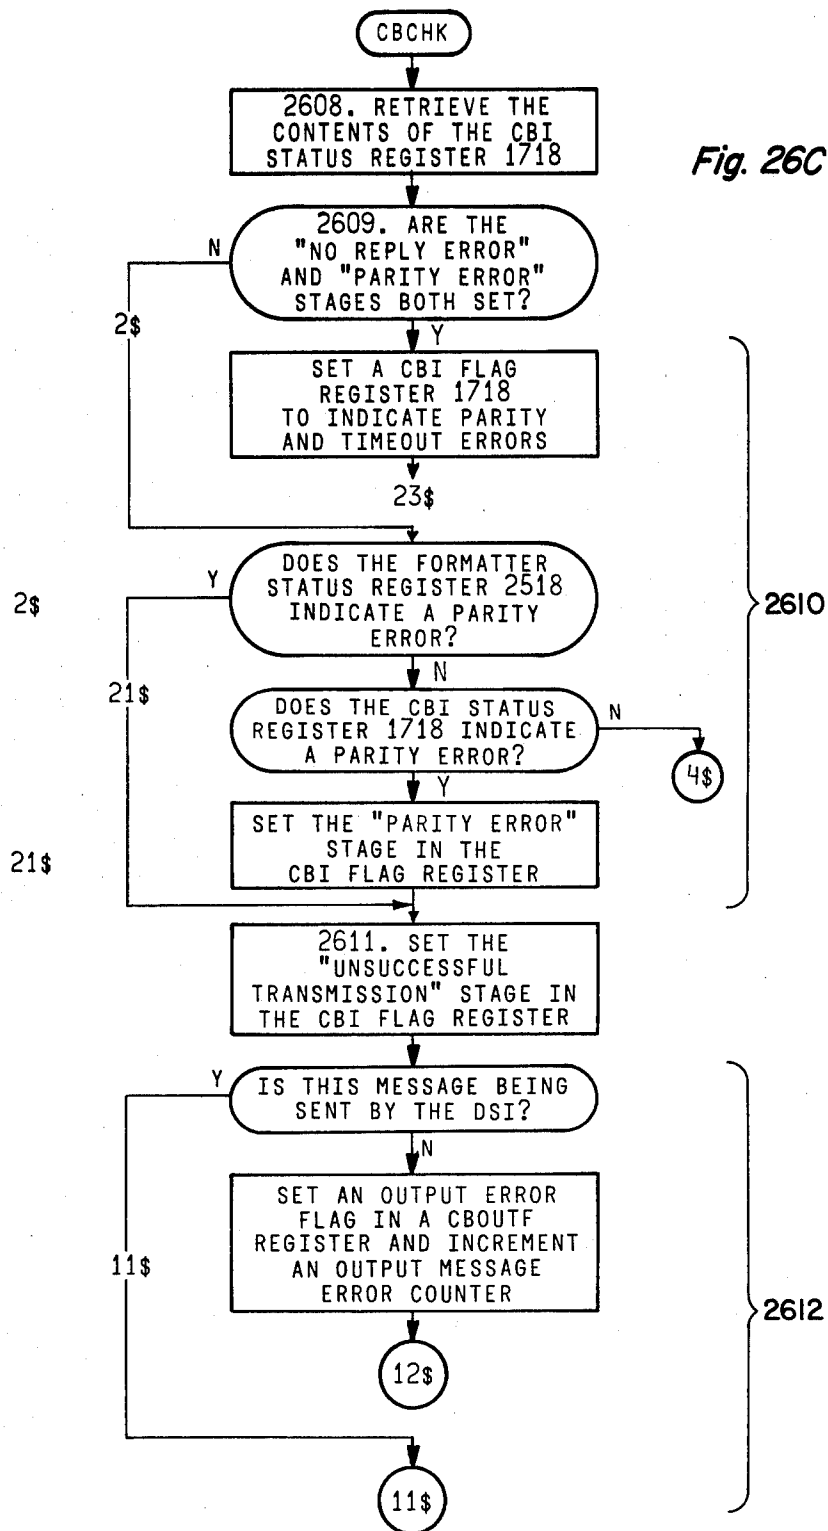 CBCHK
2608. RETRIEVE THE
CONTENTS OF THE CBI
STATUS REGISTER 1718
Fig. 26C
2609. ARE THE
"NO REPLY ERROR"
AND "PARITY ERROR"
STAGES BOTH SET?
N
2$
Y
SET A CBI FLAG
REGISTER 1718
TO INDICATE PARITY
AND TIMEOUT ERRORS
23$
DOES THE FORMATTER
STATUS REGISTER 2518
INDICATE A PARITY
ERROR?
Y
2$
2610
21$
N
DOES THE CBI STATUS
REGISTER 1718 INDICATE
A PARITY ERROR?
N
4$
Y
SET THE "PARITY ERROR"
STAGE IN THE
CBI FLAG REGISTER
21$
2611. SET THE
"UNSUCCESSFUL
TRANSMISSION" STAGE IN
THE CBI FLAG REGISTER
Y
IS THIS MESSAGE BEING
SENT BY THE DSI?
N
SET AN OUTPUT ERROR
FLAG IN A CBOUTF
REGISTER AND INCREMENT
AN OUTPUT MESSAGE
ERROR COUNTER
11$
2612
12$
11$